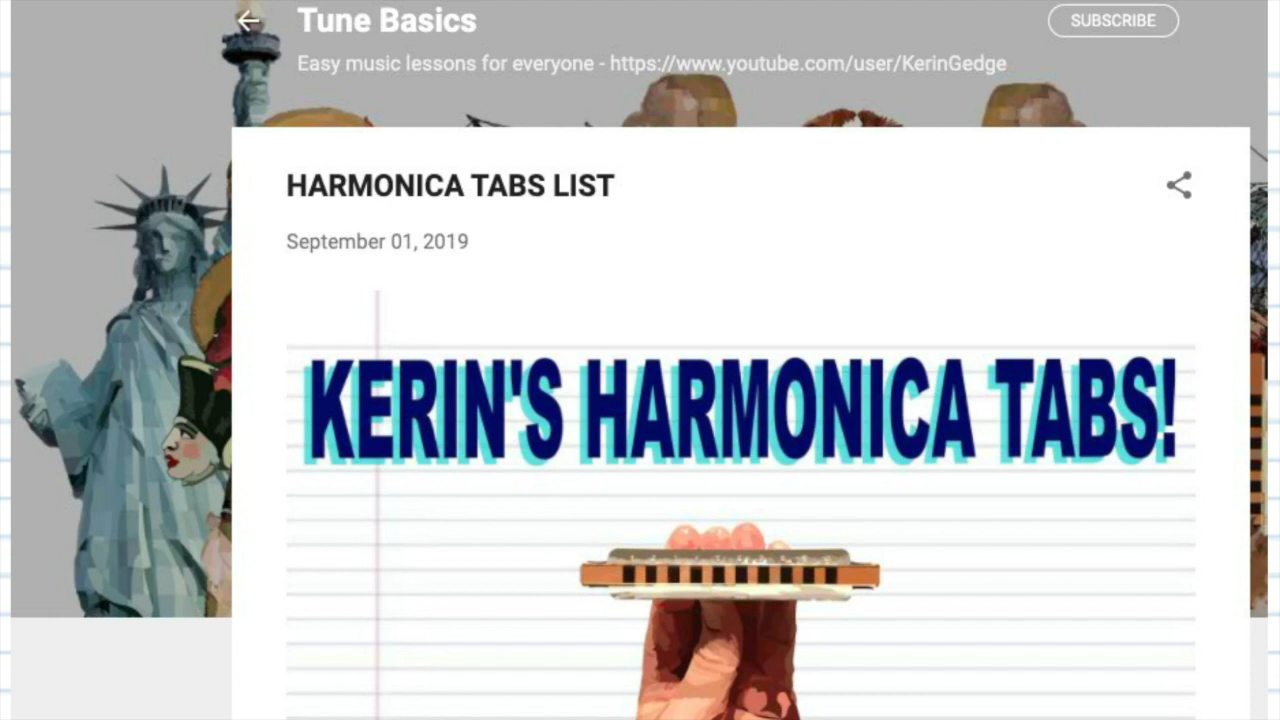 Tune Basics
SUBSCRIBE
Easy music lessons for everyone - https://www.youtube.com/user/KerinGedge
HARMONICA TABS LIST
September 01, 2019
KERIN'S HARMONICA TABS!